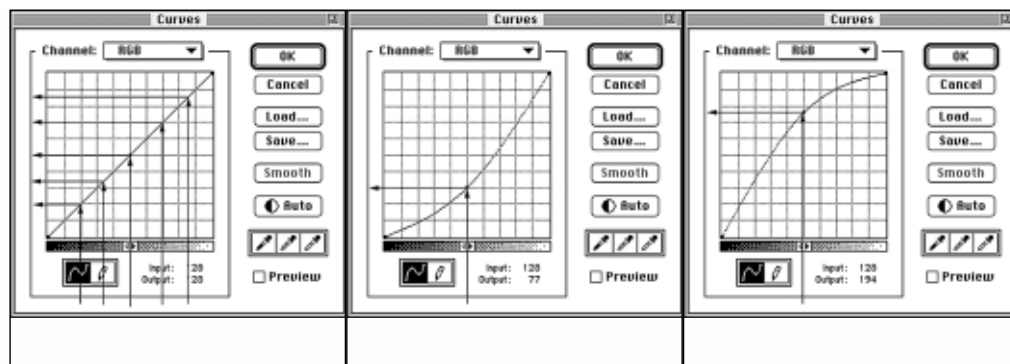 Curves
Channel: RGB
OK
Cancel
Load...
Save...
Smooth
Auto
Input: 128
Output: 128
Preview
Curves
Channel: RGB
OK
Cancel
Load...
Save...
Smooth
Auto
Input: 128
Output: 77
Preview
Curves
Channel: RGB
OK
Cancel
Load...
Save...
Smooth
Auto
Input: 128
Output: 194
Preview